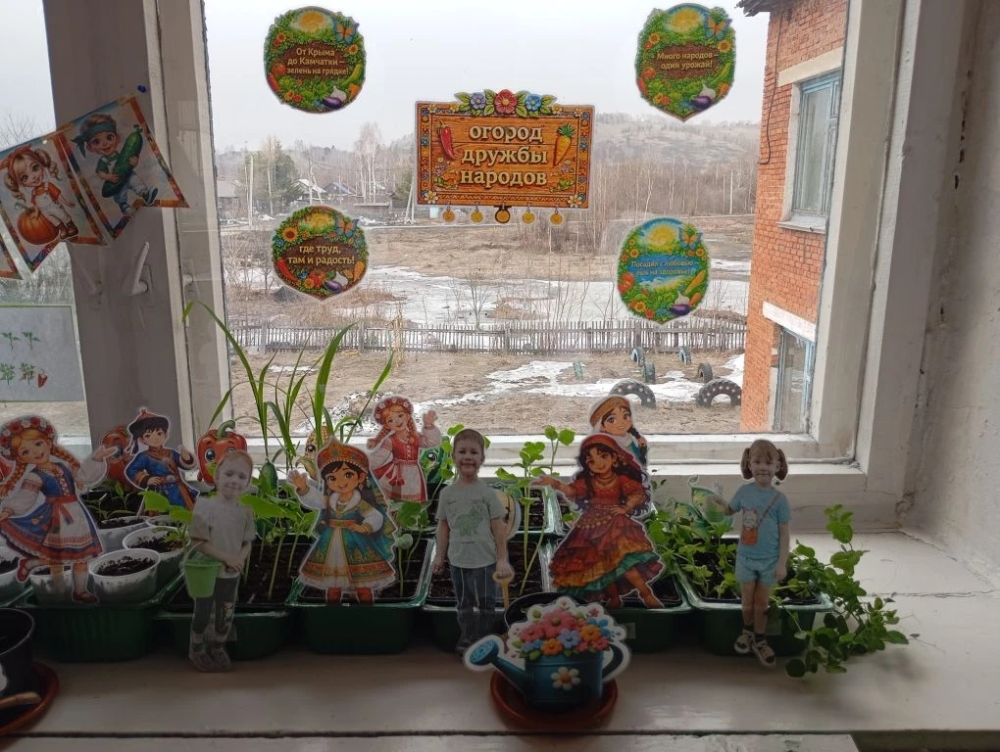 От Крыма
до Камчатки –
зелень на грядке!
Много народов –
один урожай!
огород
дружбы
народов
где труд,
там и радость!
Посадил с любовью –
ешь на здоровье!